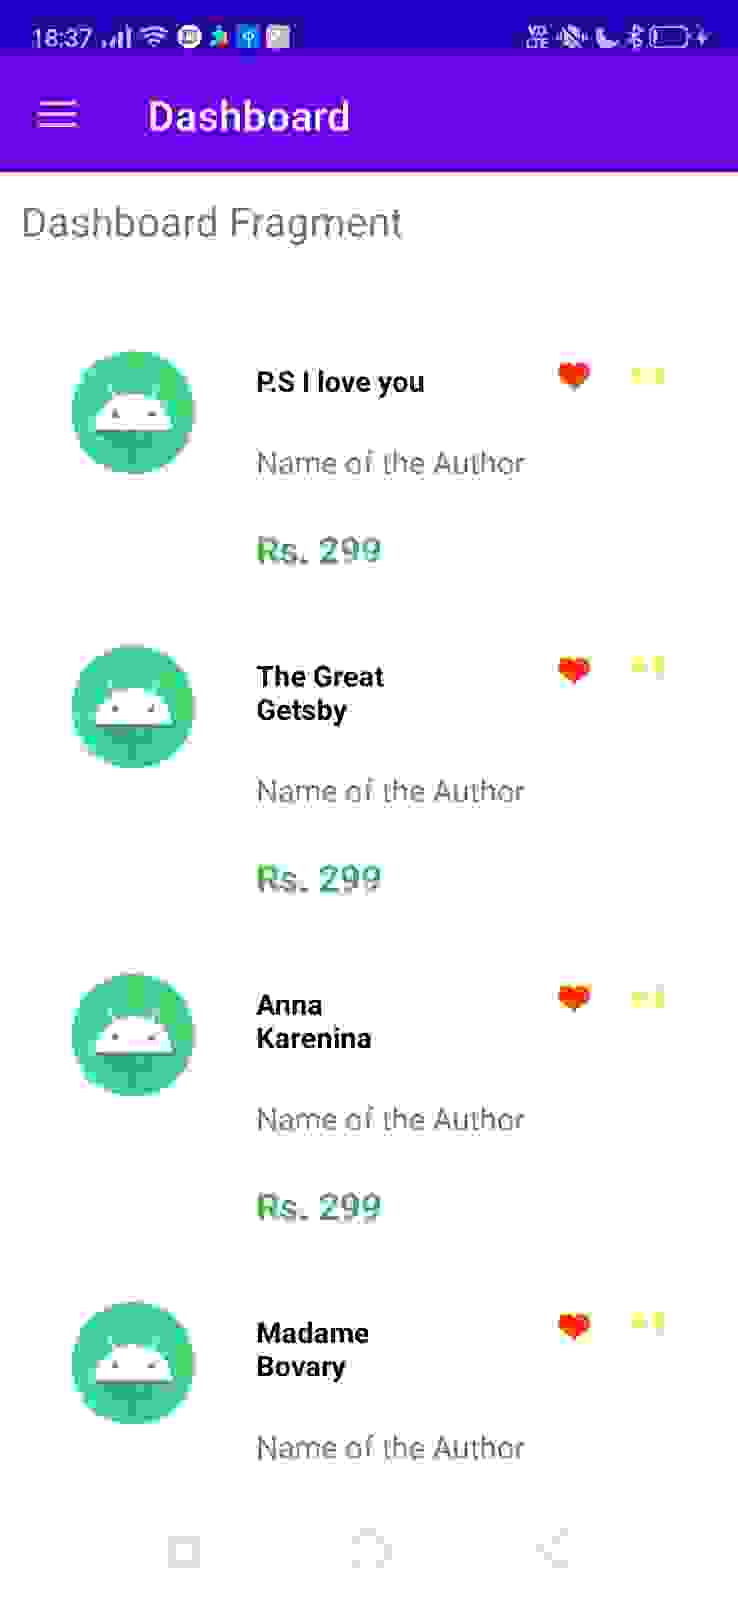 18:37
Dashboard
Dashboard Fragment
P.S I love you
Name of the Author
Rs. 299
The Great
Getsby
Name of the Author
Rs. 299
Anna
Karenina
Name of the Author
Rs. 299
Madame
Bovary
Name of the Author